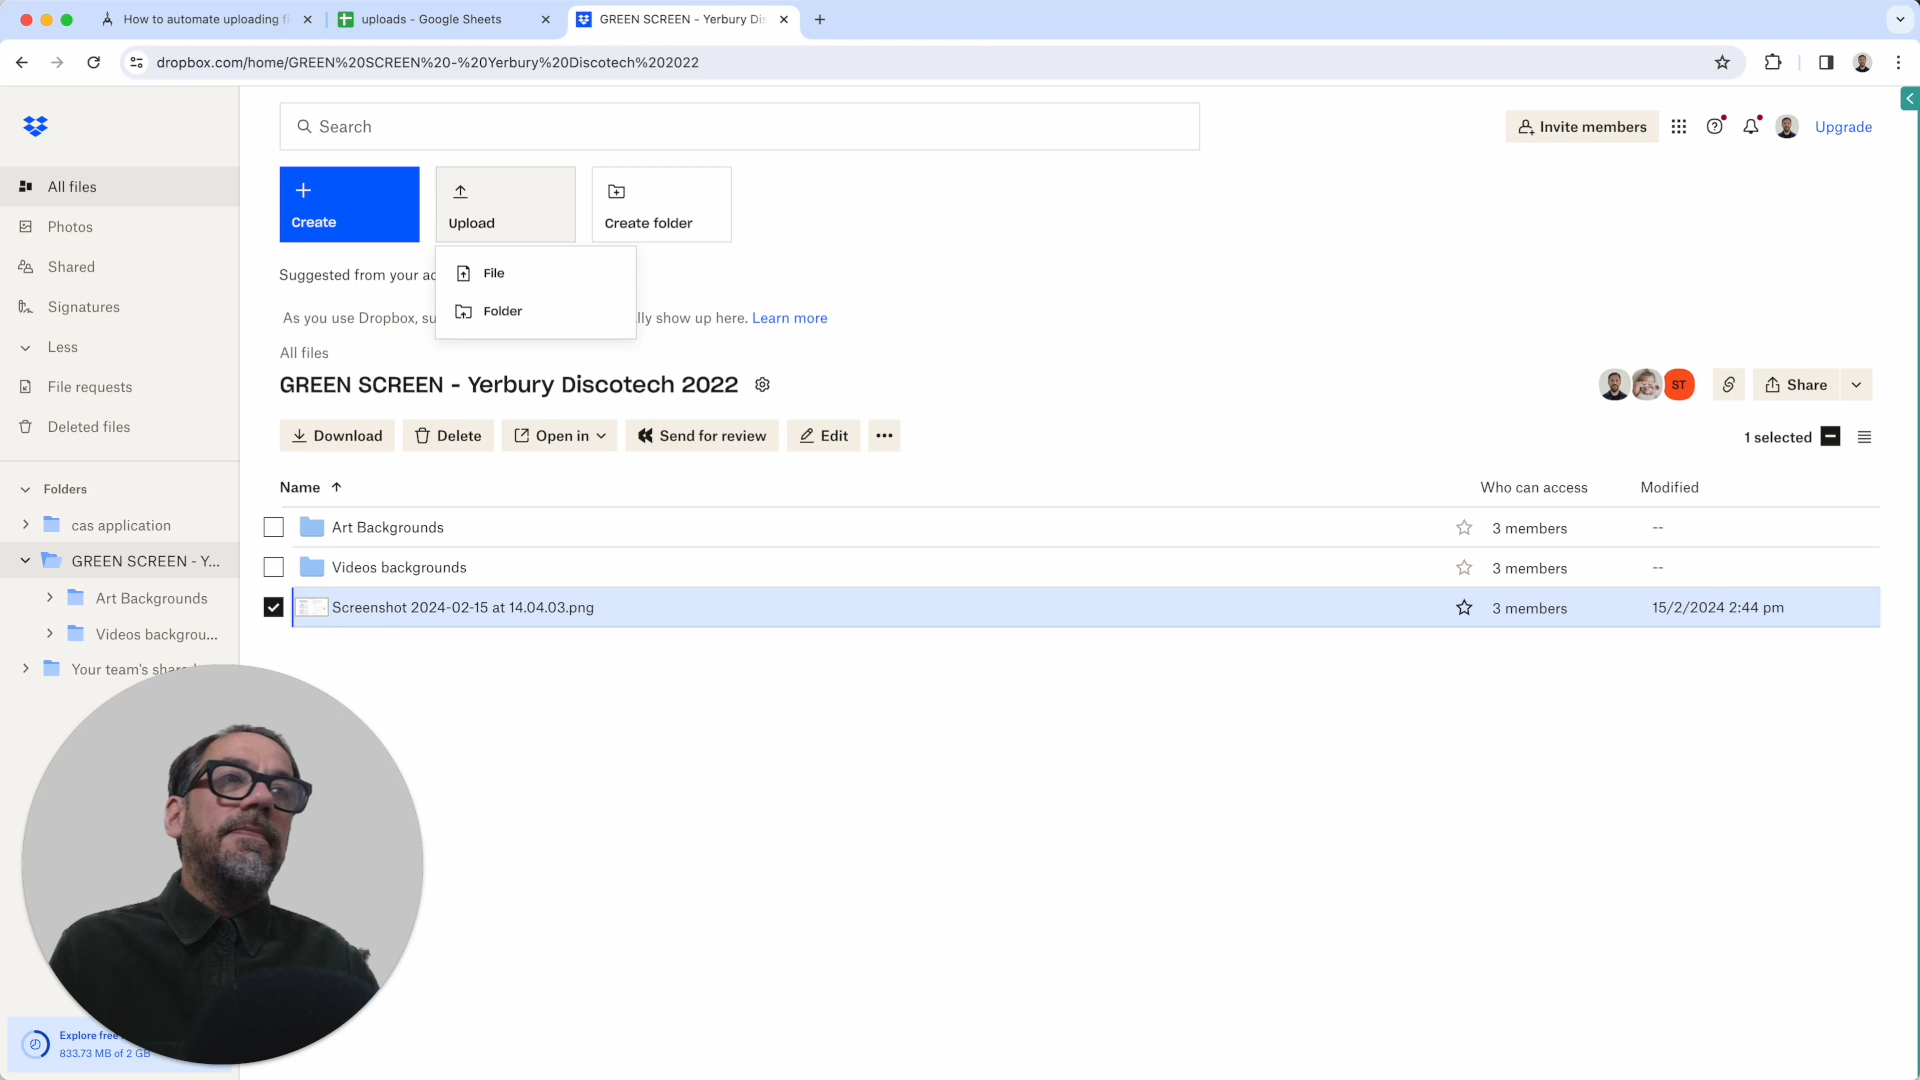 How to automate uploading fi
uploads - Google Sheets
GREEN SCREEN - Yerbury Dis
dropbox.com/home/GREEN%20SCREEN%20-%20Yerbury%20Discotech%202022
Search
Invite members
Upgrade
All files
Photos
Shared
Signatures
Less
File requests
Deleted files
Folders
cas application
GREEN SCREEN - Y...
Art Backgrounds
Videos backgrou...
Your team's shared
Explore free
833.73 MB of 2 GB
Create
Upload
Create folder
File
Folder
Suggested from your ac
As you use Dropbox, su
lly show up here. Learn more
All files
GREEN SCREEN - Yerbury Discotech 2022
ST
Share
Download
Delete
Open in
Send for review
Edit
1 selected
Name
Who can access
Modified
Art Backgrounds
3 members
--
Videos backgrounds
3 members
--
Screenshot 2024-02-15 at 14.04.03.png
3 members
15/2/2024 2:44 pm